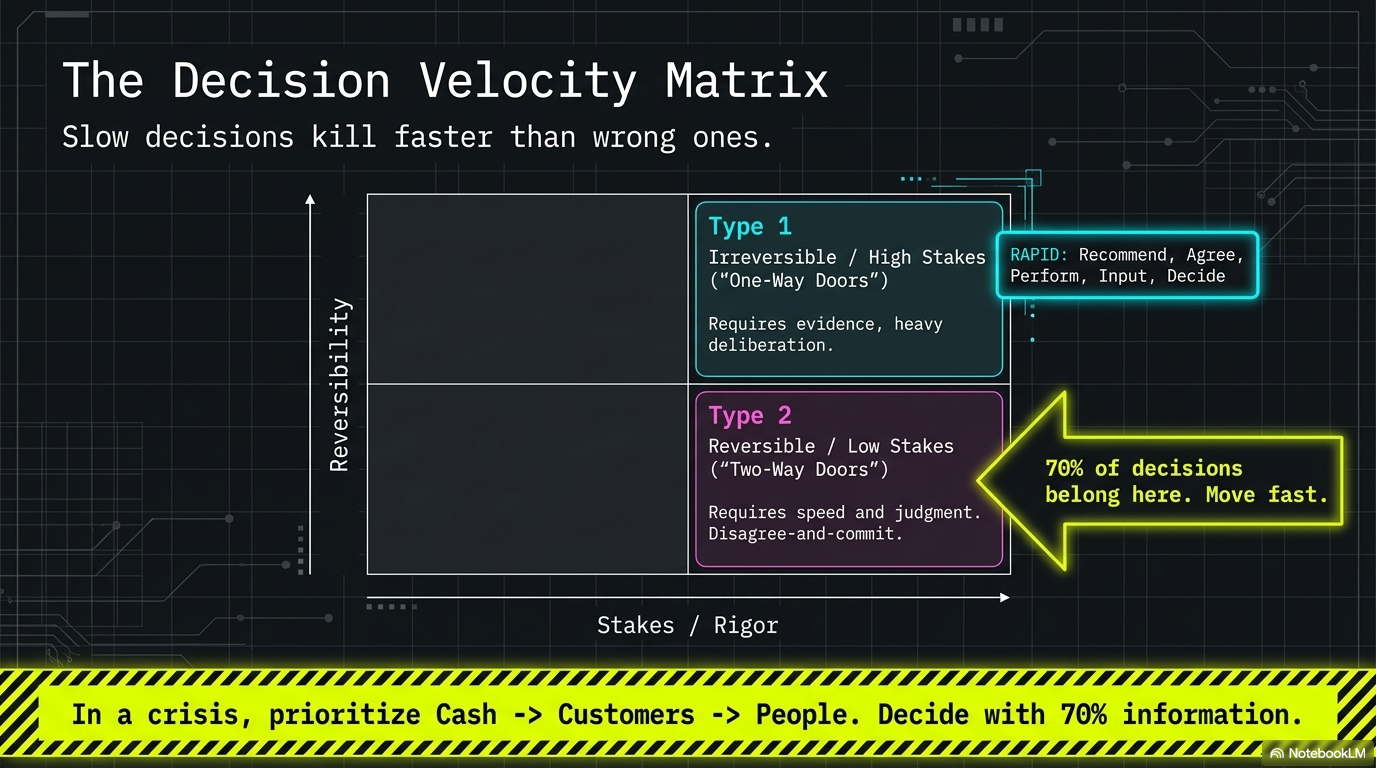 The Decision Velocity Matrix
Slow decisions kill faster than wrong ones.
Reversibility
Type 1
Irreversible / High Stakes
(“One-Way Doors”)
Requires evidence, heavy
deliberation.
RAPID: Recommend, Agree,
Perform, Input, Decide
Type 2
Reversible / Low Stakes
(“Two-Way Doors”)
Requires speed and judgment.
Disagree-and-commit.
70% of decisions
belong here. Move fast.
Stakes / Rigor
In a crisis, prioritize Cash -> Customers -> People. Decide with 70% information.
NotebookLM